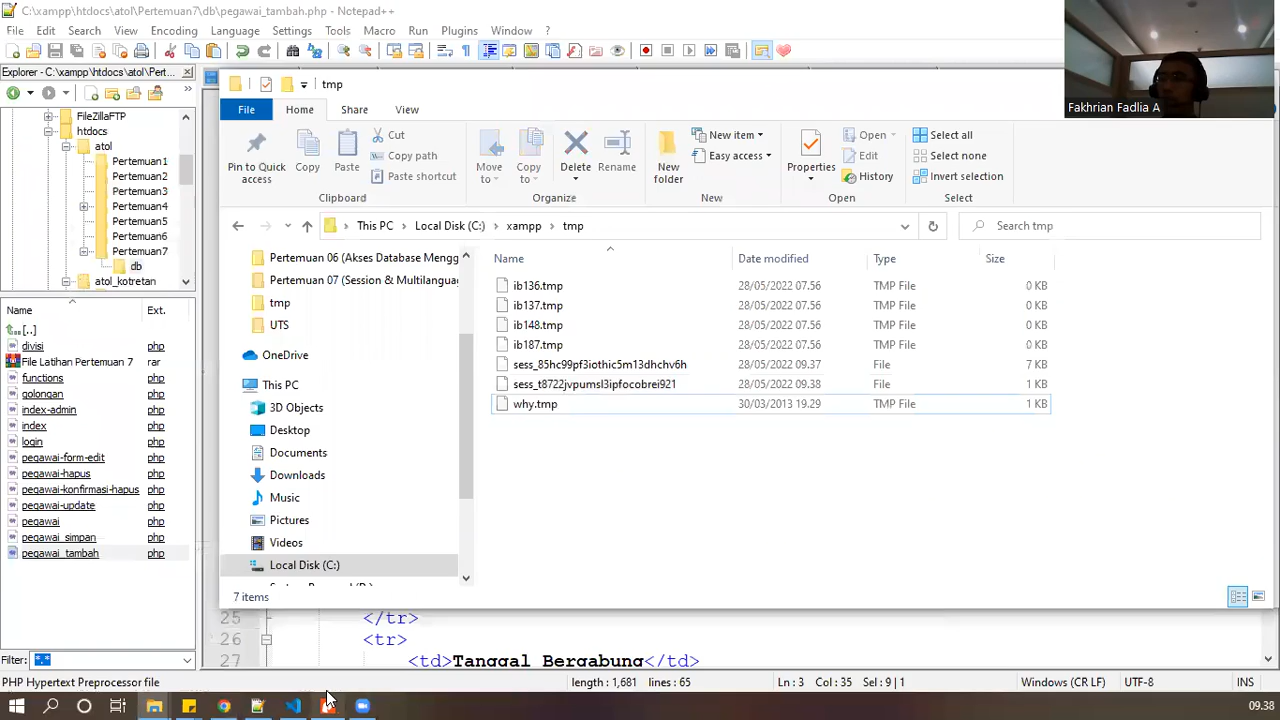 C:\xampp\htdocs\atol\Pertemuan7\db\pegawai_tambah.php - Notepad++
File Edit Search View Encoding Language Settings Tools Macro Run Plugins Window ?
Explorer - C:\xampp\htdocs\atol\Pert...
FileZillaFTP
htdocs
atol
Pertemuan1
Pertemuan2
Pertemuan3
Pertemuan4
Pertemuan5
Pertemuan6
Pertemuan7
db
atol_kotretan
Name Ext.
[..]
divisi php
File Latihan Pertemuan 7 rar
functions php
golongan php
index-admin php
index php
login php
pegawai-form-edit php
pegawai-hapus php
pegawai-konfirmasi-hapus php
pegawai-update php
pegawai php
pegawai_simpan php
pegawai_tambah php
Filter: *.*
tmp
File Home Share View
Pin to Quick access
Copy
Paste
Cut
Copy path
Paste shortcut
Clipboard
Move to
Copy to
Delete
Rename
Organize
New folder
New item
Easy access
New
Properties
Open
Edit
History
Open
Select all
Select none
Invert selection
Select
This PC > Local Disk (C:) > xampp > tmp
Search tmp
Pertemuan 06 (Akses Database Mengg
Pertemuan 07 (Session & Multilangua
tmp
UTS
OneDrive
This PC
3D Objects
Desktop
Documents
Downloads
Music
Pictures
Videos
Local Disk (C:)
Name Date modified Type Size
ib136.tmp 28/05/2022 07.56 TMP File 0 KB
ib137.tmp 28/05/2022 07.56 TMP File 0 KB
ib148.tmp 28/05/2022 07.56 TMP File 0 KB
ib187.tmp 28/05/2022 07.56 TMP File 0 KB
sess_85hc99pf3iothic5m13dhchv6h 28/05/2022 09.37 File 7 KB
sess_t8722jvpumsl3ipfocobrei921 28/05/2022 09.38 File 1 KB
why.tmp 30/03/2013 19.29 TMP File 1 KB
7 items
Fakhrian Fadlia A
25 </tr>
26 <tr>
27 <td>Tanggal Bergabung</td>
PHP Hypertext Preprocessor file length : 1,681 lines : 65 Ln : 3 Col : 35 Sel : 9 | 1 Windows (CR LF) UTF-8 INS
09.38